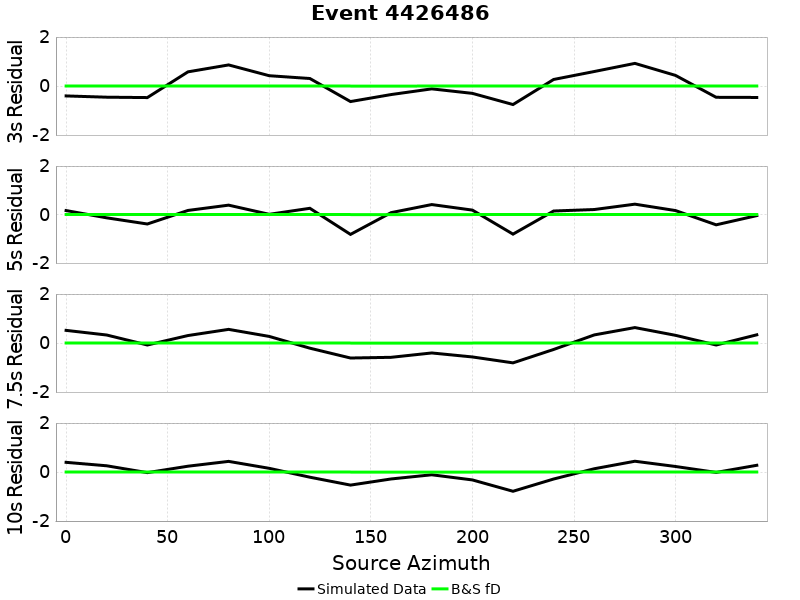 Event 4426486
3s Residual
2
0
-2
5s Residual
2
0
-2
7.5s Residual
2
0
-2
10s Residual
2
0
-2
0 50 100 150 200 250 300
Source Azimuth
Simulated Data B&S fD